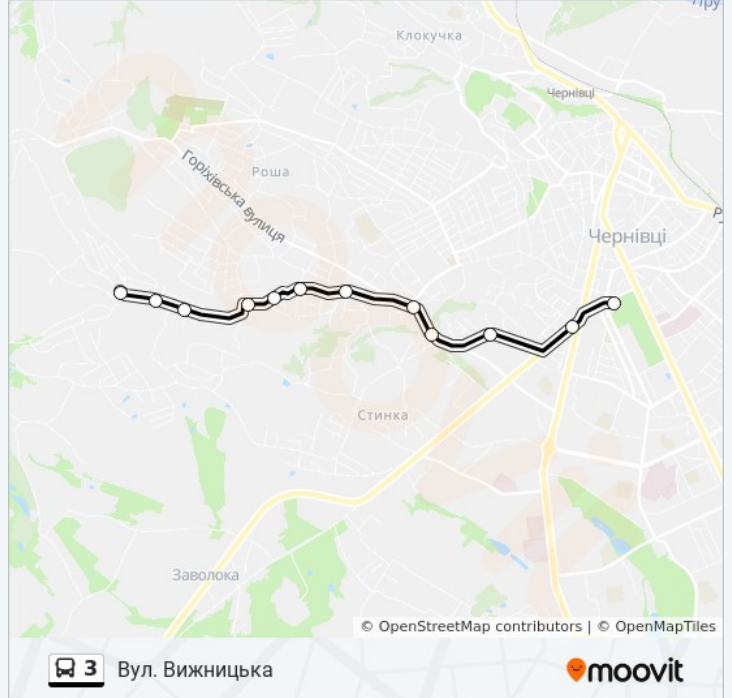 Клокучка
Чернівці
Роша
Горіхівська вулиця
Чернівці
Стинка
Заволока
© OpenStreetMap contributors | © OpenMapTiles
3 Вул. Вижницька
moovit